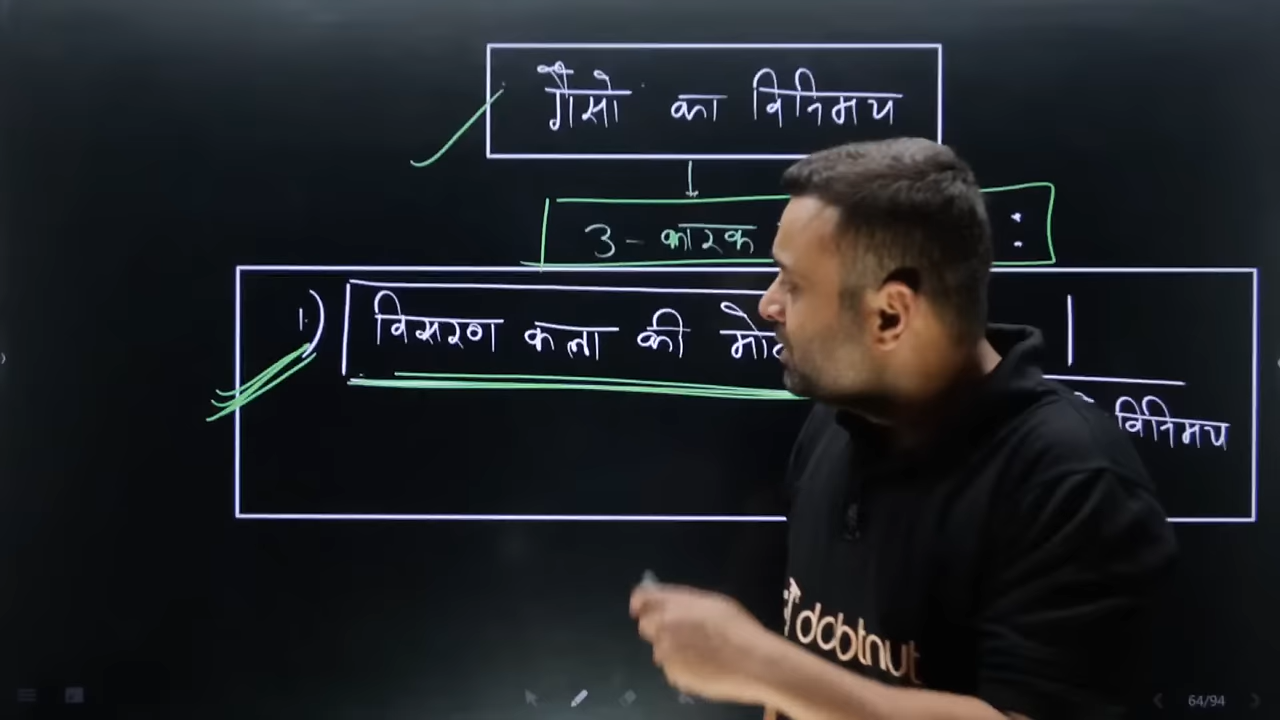 गैसो का विनिमय
3- कारक :
1.) विसरण कला की
विनिमय
doubtnut
64/94